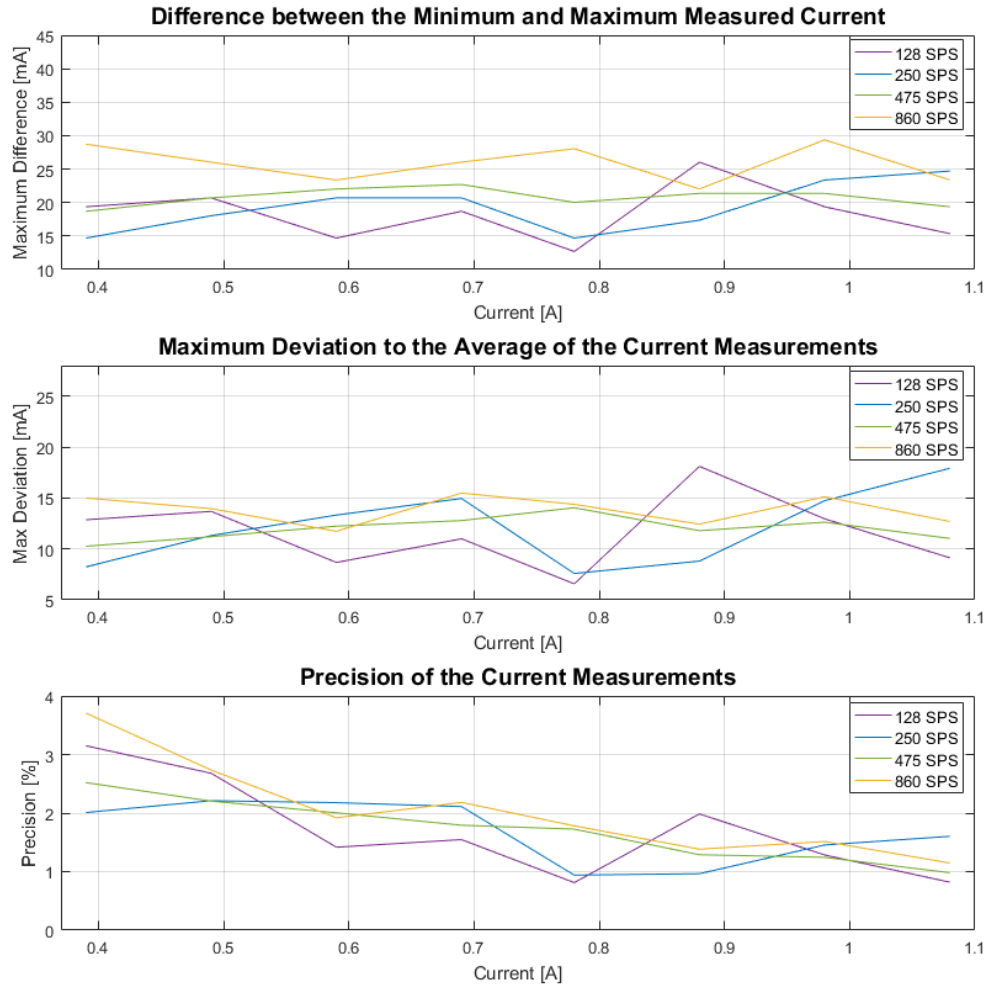 Difference between the Minimum and Maximum Measured Current
Maximum Difference [mA]
45
40
35
30
25
20
15
10
128 SPS
250 SPS
475 SPS
860 SPS
0.4 0.5 0.6 0.7 0.8 0.9 1 1.1
Current [A]
Maximum Deviation to the Average of the Current Measurements
Max Deviation [mA]
25
20
15
10
5
128 SPS
250 SPS
475 SPS
860 SPS
0.4 0.5 0.6 0.7 0.8 0.9 1 1.1
Current [A]
Precision of the Current Measurements
Precision [%]
4
3
2
1
0
128 SPS
250 SPS
475 SPS
860 SPS
0.4 0.5 0.6 0.7 0.8 0.9 1 1.1
Current [A]